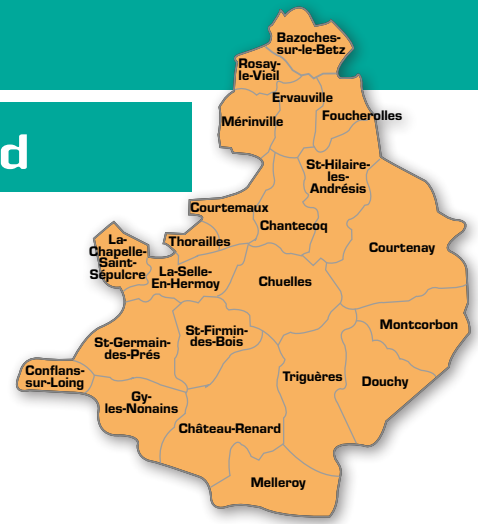 Bazoches-
sur-le-Betz
Rosay-
le-Vieil
Ervauville
Foucherolles
Mérinville
d
St-Hilaire-
les-
Andrésis
Courtemaux
Chantecoq
Thorailles
Courtenay
La-
Chapelle-
Saint-
Sépulcre
La-Selle-
En-Hermoy
Chuelles
Montcorbon
St-Firmin-
des-Bois
St-Germain-
des-Prés
Conflans-
sur-Loing
Triguères
Douchy
Gy-
les-Nonains
Château-Renard
Melleroy